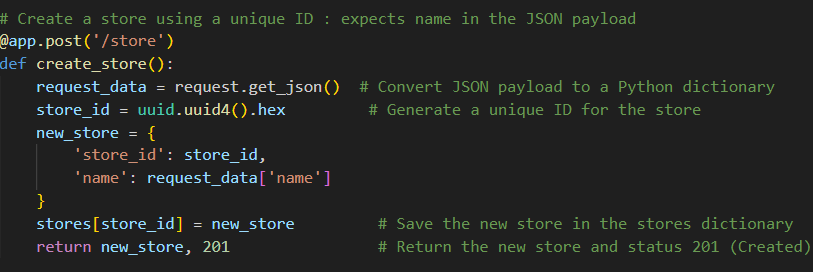 # Create a store using a unique ID : expects name in the JSON payload
@app.post('/store')
def create_store():
    request_data = request.get_json()  # Convert JSON payload to a Python dictionary
    store_id = uuid.uuid4().hex        # Generate a unique ID for the store
    new_store = {
        'store_id': store_id,
        'name': request_data['name']
    }
    stores[store_id] = new_store        # Save the new store in the stores dictionary
    return new_store, 201               # Return the new store and status 201 (Created)